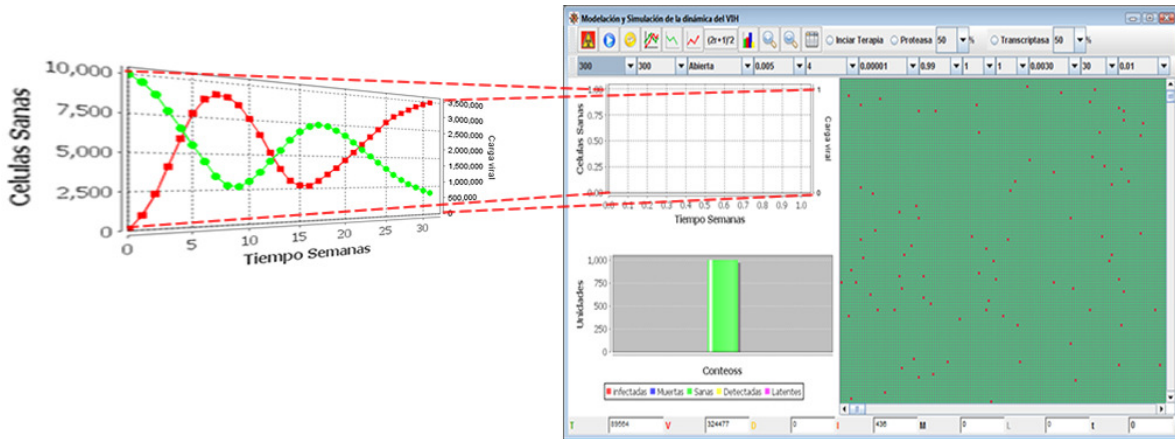 10,000
7,500
5,000
2,500
0
Celulas Sanas
0 5 10 15 20 25 30
Tiempo Semanas
3,500,000
3,000,000
2,500,000
2,000,000
1,500,000
1,000,000
500,000
0
Carga viral
Modelación y Simulación de la dinámica del VIH
(2r+1)^2 Inciar Terapia Proteasa 50 % Transcriptasa 50 %
300 300 Abierta 0.005 4 0.00001 0.99 1 1 0.0030 30 0.01
1.00
0.75
0.50
0.25
0.00
Celulas Sanas
1
0
Carga viral
0.0 0.1 0.2 0.3 0.4 0.5 0.6 0.7 0.8 0.9 1.0
Tiempo Semanas
1,000
750
500
250
0
Unidades
Conteoss
infectadas Muertas Sanas Detectadas Latentes
T 89564 V 324477 D 0 I 436 M 0 L 0 t 0